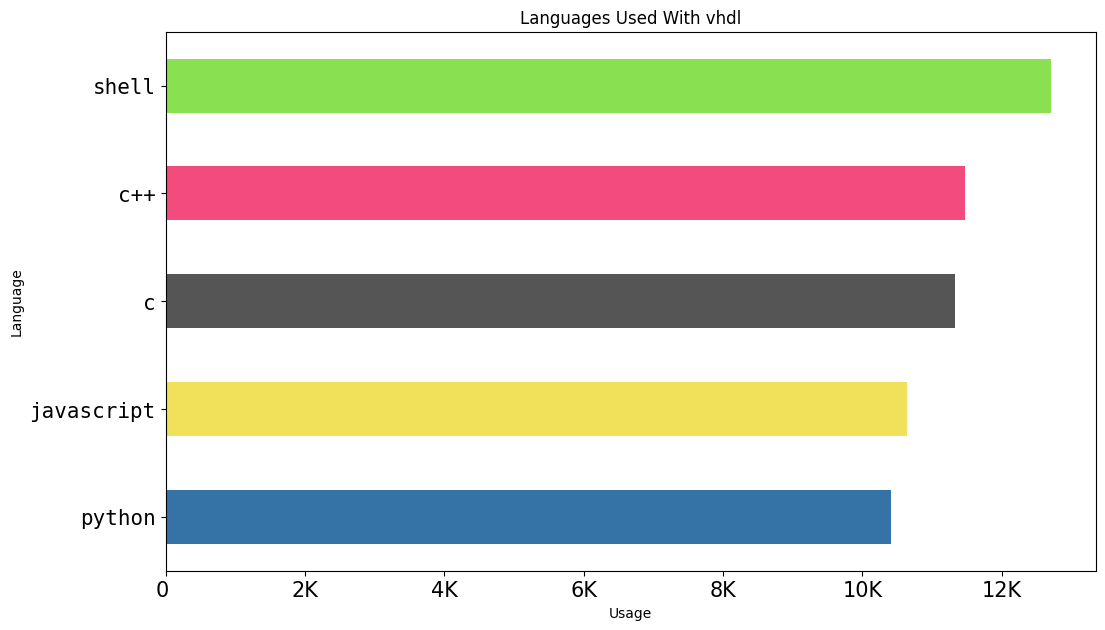 Languages Used With vhdl
shell
c++
c
javascript
python
Language
0 2K 4K 6K 8K 10K 12K
Usage